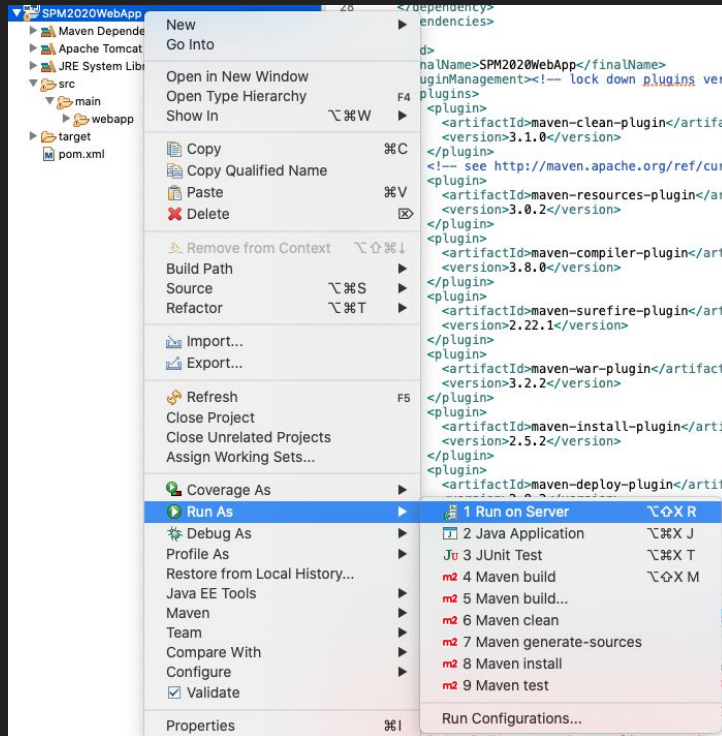 SPM2020WebApp
Maven Depende
Apache Tomcat
JRE System Libr
src
main
webapp
target
pom.xml
New
Go Into
Open in New Window
Open Type Hierarchy F4
Show In ⌥⌘W
Copy ⌘C
Copy Qualified Name
Paste ⌘V
Delete ⌦
Remove from Context ⌥⇧⌘↓
Build Path
Source ⌥⌘S
Refactor ⌥⌘T
Import...
Export...
Refresh F5
Close Project
Close Unrelated Projects
Assign Working Sets...
Coverage As
Run As
Debug As
Profile As
Restore from Local History...
Java EE Tools
Maven
Team
Compare With
Configure
Validate
Properties ⌘I
1 Run on Server ⌥⇧X R
2 Java Application ⌥⌘X J
Ju 3 JUnit Test ⌥⌘X T
m2 4 Maven build ⌥⇧X M
m2 5 Maven build...
m2 6 Maven clean
m2 7 Maven generate-sources
m2 8 Maven install
m2 9 Maven test
Run Configurations...
28 </dependency>
endencies>
d>
nalName>SPM2020WebApp</finalName>
uginManagement><!-- lock down plugins ver
plugins>
<plugin>
<artifactId>maven-clean-plugin</artifa
<version>3.1.0</version>
</plugin>
<!-- see http://maven.apache.org/ref/cur
<plugin>
<artifactId>maven-resources-plugin</ar
<version>3.0.2</version>
</plugin>
<plugin>
<artifactId>maven-compiler-plugin</art
<version>3.8.0</version>
</plugin>
<plugin>
<artifactId>maven-surefire-plugin</art
<version>2.22.1</version>
</plugin>
<plugin>
<artifactId>maven-war-plugin</artifact
<version>3.2.2</version>
</plugin>
<plugin>
<artifactId>maven-install-plugin</arti
<version>2.5.2</version>
</plugin>
<plugin>
<artifactId>maven-deploy-plugin</artif